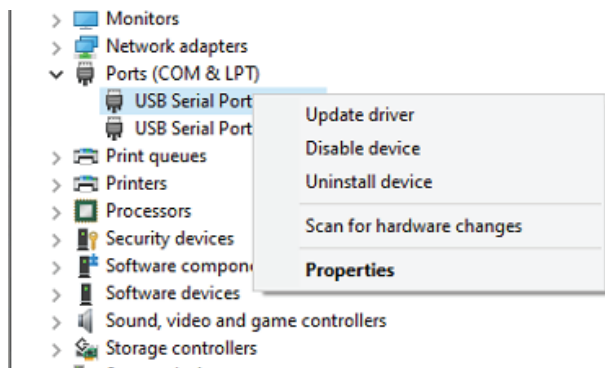 Monitors
Network adapters
Ports (COM & LPT)
USB Serial Port
USB Serial Port
Print queues
Printers
Processors
Security devices
Software compone
Software devices
Sound, video and game controllers
Storage controllers
Update driver
Disable device
Uninstall device
Scan for hardware changes
Properties